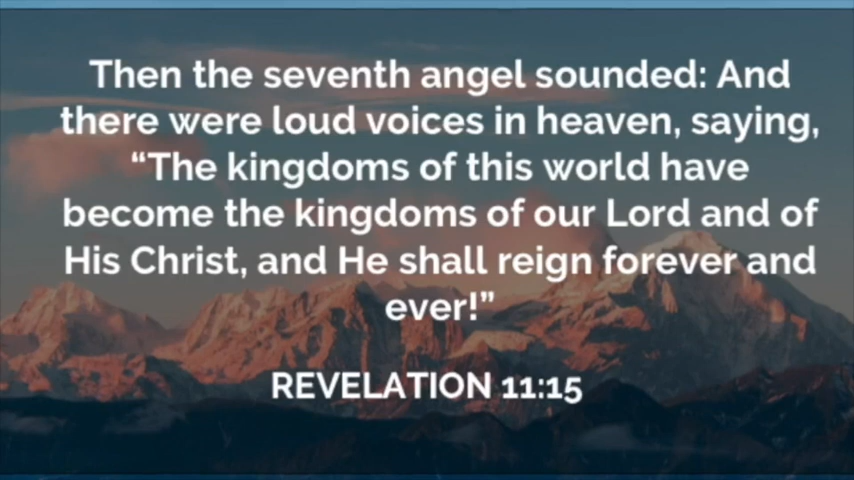 Then the seventh angel sounded: And
there were loud voices in heaven, saying,
“The kingdoms of this world have
become the kingdoms of our Lord and of
His Christ, and He shall reign forever and
ever!”
REVELATION 11:15